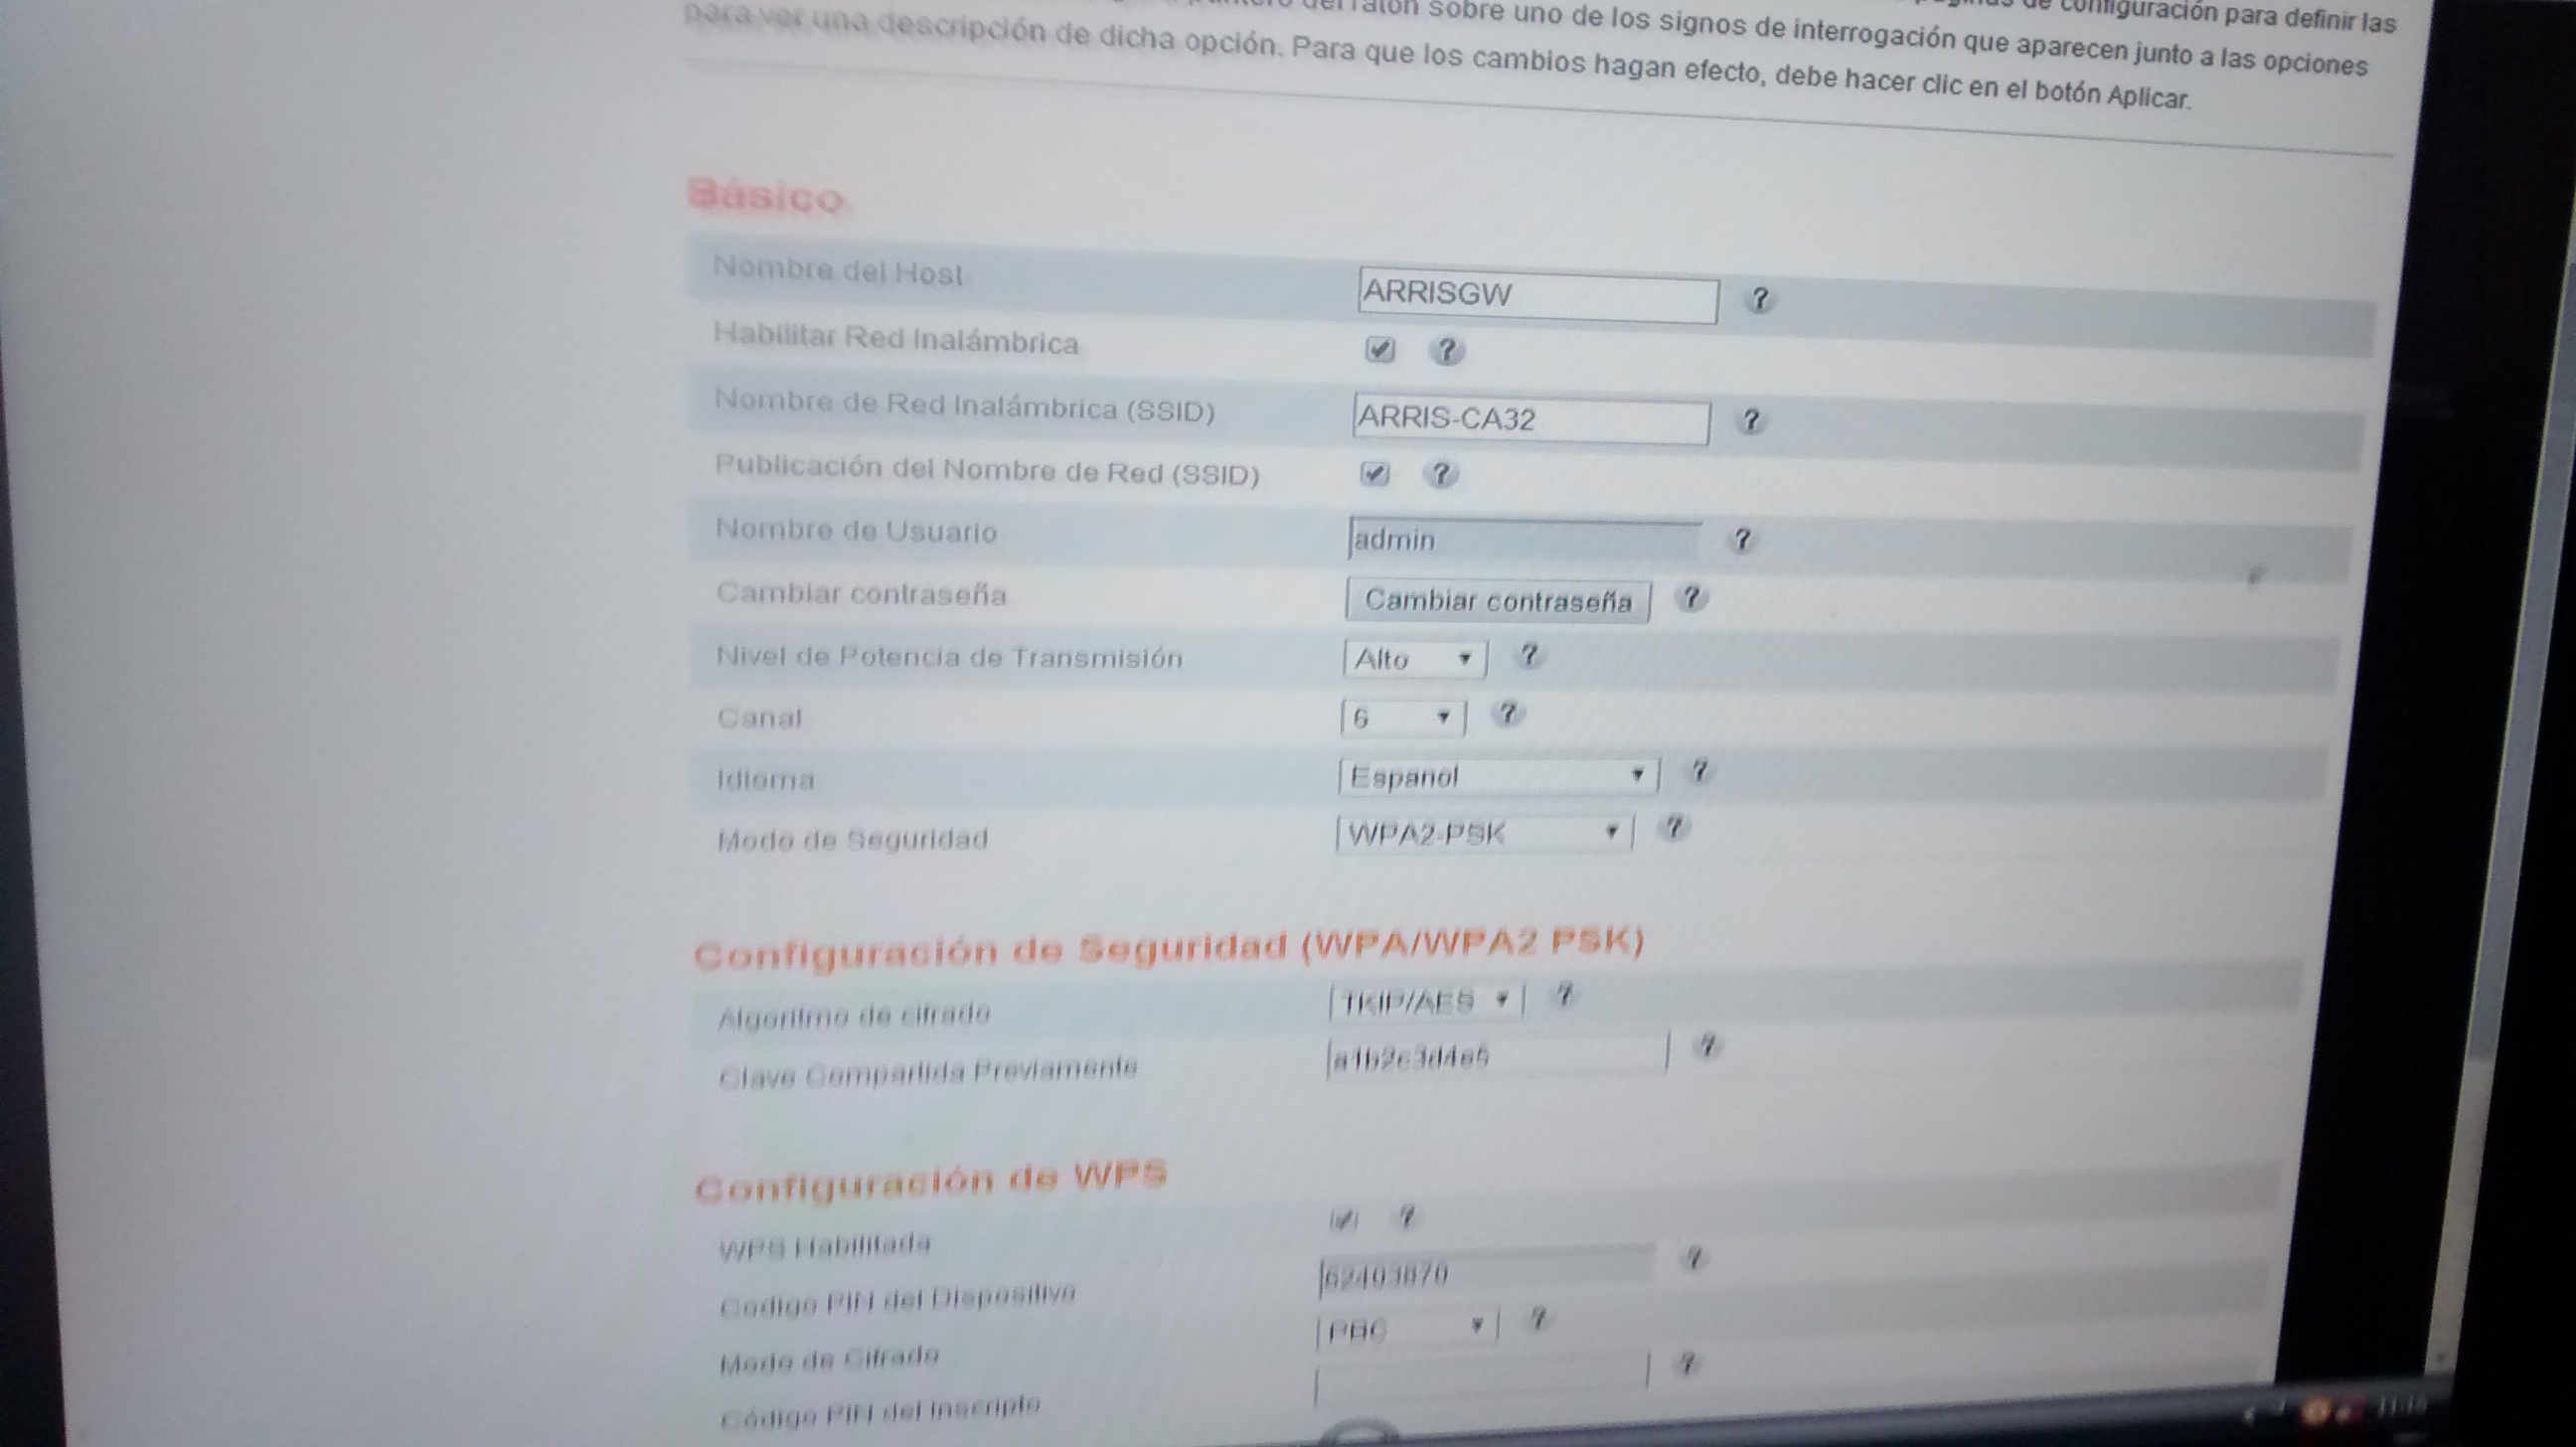 del ratón sobre uno de los signos de interrogación que aparecen junto a las opciones de configuración para definir las
para ver una descripción de dicha opción. Para que los cambios hagan efecto, debe hacer clic en el botón Aplicar.
Básico
Nombre del Host ARRISGW ?
Habilitar Red Inalámbrica ?
Nombre de Red Inalámbrica (SSID) ARRIS-CA32 ?
Publicación del Nombre de Red (SSID) ?
Nombre de Usuario admin ?
Cambiar contraseña Cambiar contraseña ?
Nivel de Potencia de Transmisión Alto ?
Canal 6 ?
Idioma Espanol ?
Modo de Seguridad WPA2-PSK ?
Configuración de Seguridad (WPA/WPA2 PSK)
Algoritmo de cifrado TKIP/AES ?
Clave Compartida Previamente a1b2c3d4e5 ?
Configuración de WPS
WPS Habilitada ?
Codigo PIN del Dispositivo ?
Modo de Cifrado PBC ?
Código PIN del Inscripto ?